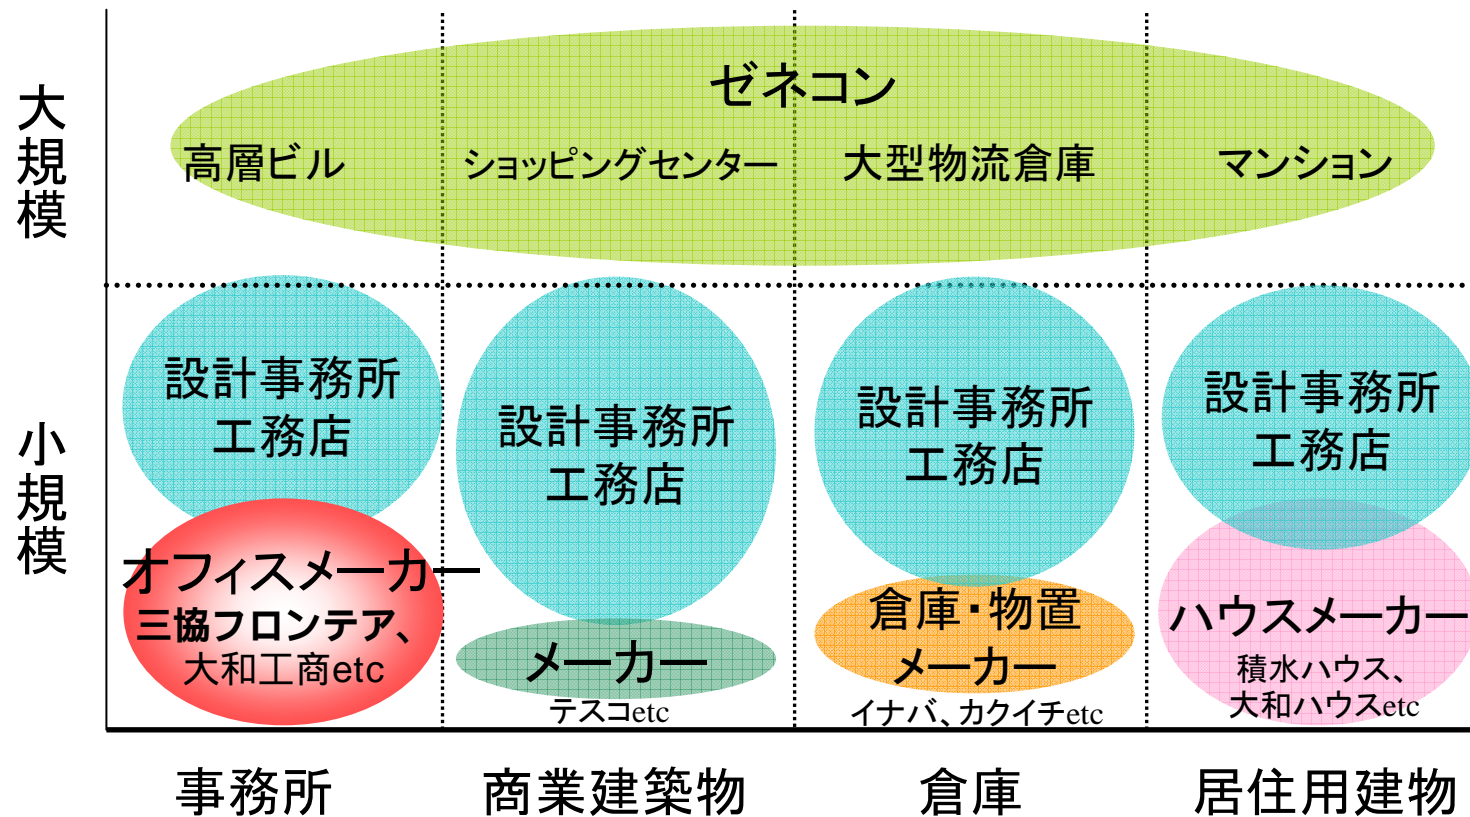 大規模
ゼネコン
高層ビル
ショッピングセンター
大型物流倉庫
マンション
小規模
設計事務所
工務店
オフィスメーカー
三協フロンテア、
大和工商etc
設計事務所
工務店
メーカー
テスコetc
設計事務所
工務店
倉庫・物置
メーカー
イナバ、カクイチetc
設計事務所
工務店
ハウスメーカー
積水ハウス、
大和ハウスetc
事務所
商業建築物
倉庫
居住用建物